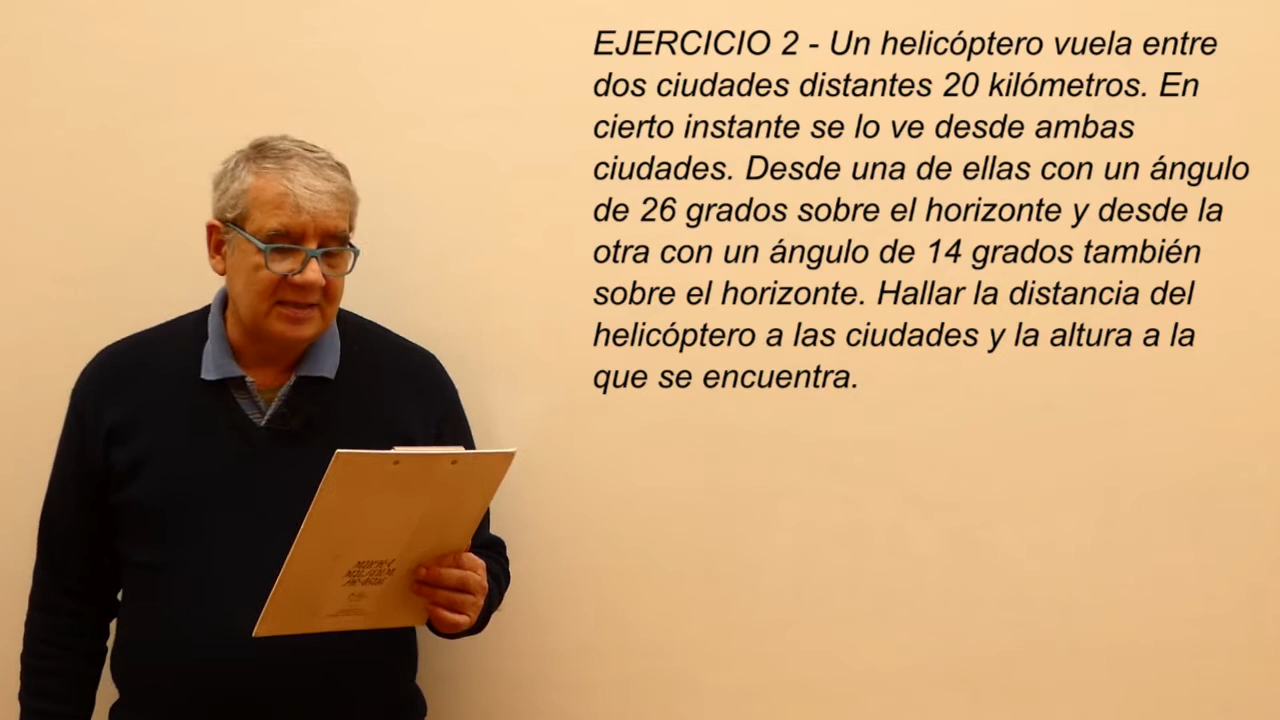 EJERCICIO 2 - Un helicóptero vuela entre
dos ciudades distantes 20 kilómetros. En
cierto instante se lo ve desde ambas
ciudades. Desde una de ellas con un ángulo
de 26 grados sobre el horizonte y desde la
otra con un ángulo de 14 grados también
sobre el horizonte. Hallar la distancia del
helicóptero a las ciudades y la altura a la
que se encuentra.